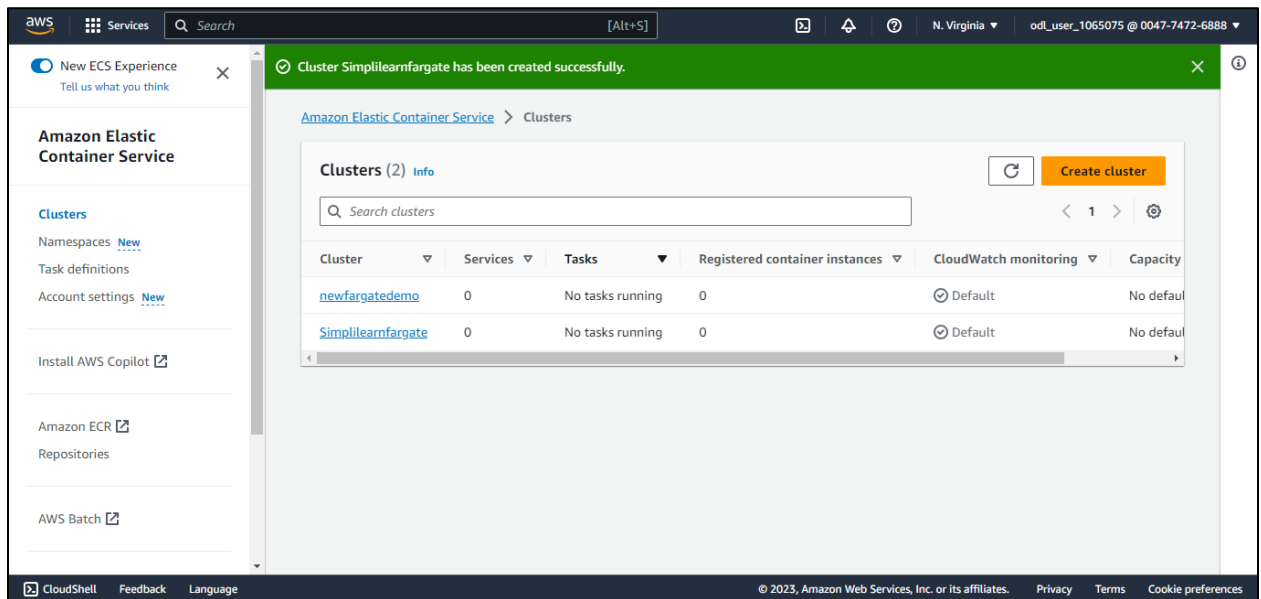 aws Services Search [Alt+S] N. Virginia odl_user_1065075 @ 0047-7472-6888
New ECS Experience
Tell us what you think
Amazon Elastic
Container Service
Clusters
Namespaces New
Task definitions
Account settings New
Install AWS Copilot
Amazon ECR
Repositories
AWS Batch
Cluster Simplilearnfargate has been created successfully.
Amazon Elastic Container Service > Clusters
Clusters (2) Info
Create cluster
Search clusters
1
Cluster Services Tasks Registered container instances CloudWatch monitoring Capacity
newfargatedemo 0 No tasks running 0 Default No defaul
Simplilearnfargate 0 No tasks running 0 Default No defaul
CloudShell Feedback Language © 2023, Amazon Web Services, Inc. or its affiliates. Privacy Terms Cookie preferences